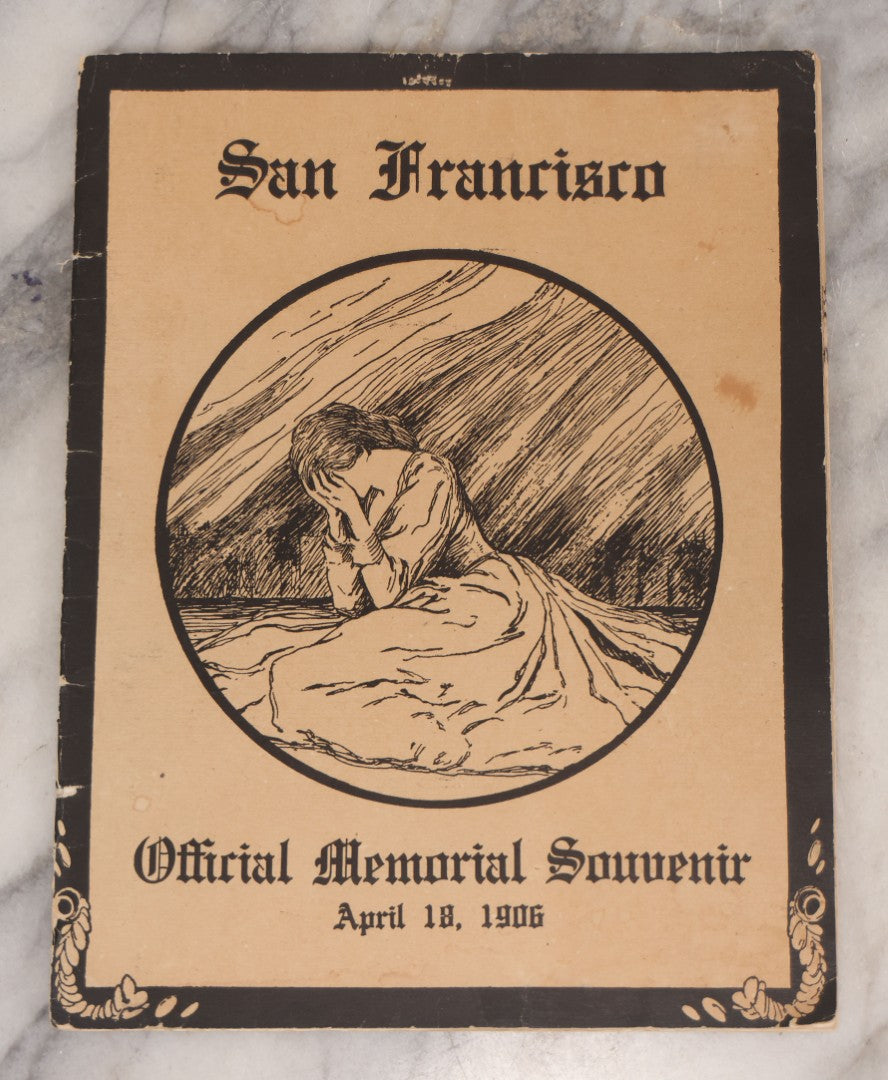 San Francisco
Official Memorial Souvenir
April 18, 1906